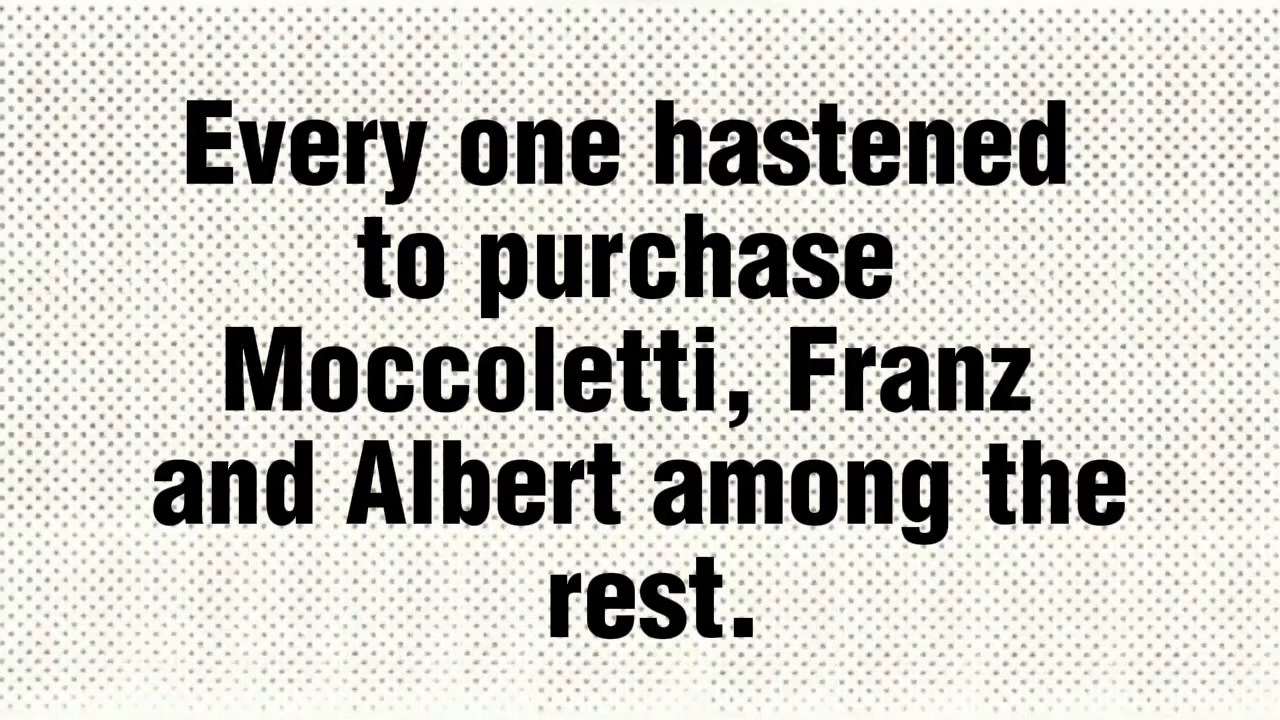 Every one hastened
to purchase
Moccoletti, Franz
and Albert among the
rest.